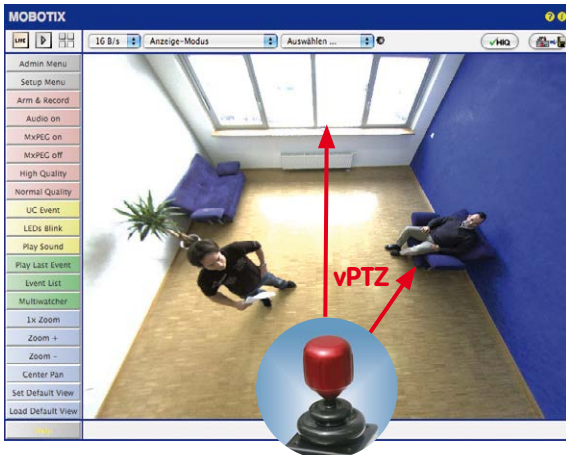 MOBOTIX
LIVE
16 B/s
Anzeige-Modus
Auswählen ...
HIQ
Admin Menu
Setup Menu
Arm & Record
Audio on
MxPEG on
MxPEG off
High Quality
Normal Quality
UC Event
LEDs Blink
Play Sound
Play Last Event
Event List
Multiwatcher
1x Zoom
Zoom +
Zoom -
Center Pan
Set Default View
Load Default View
vPTZ